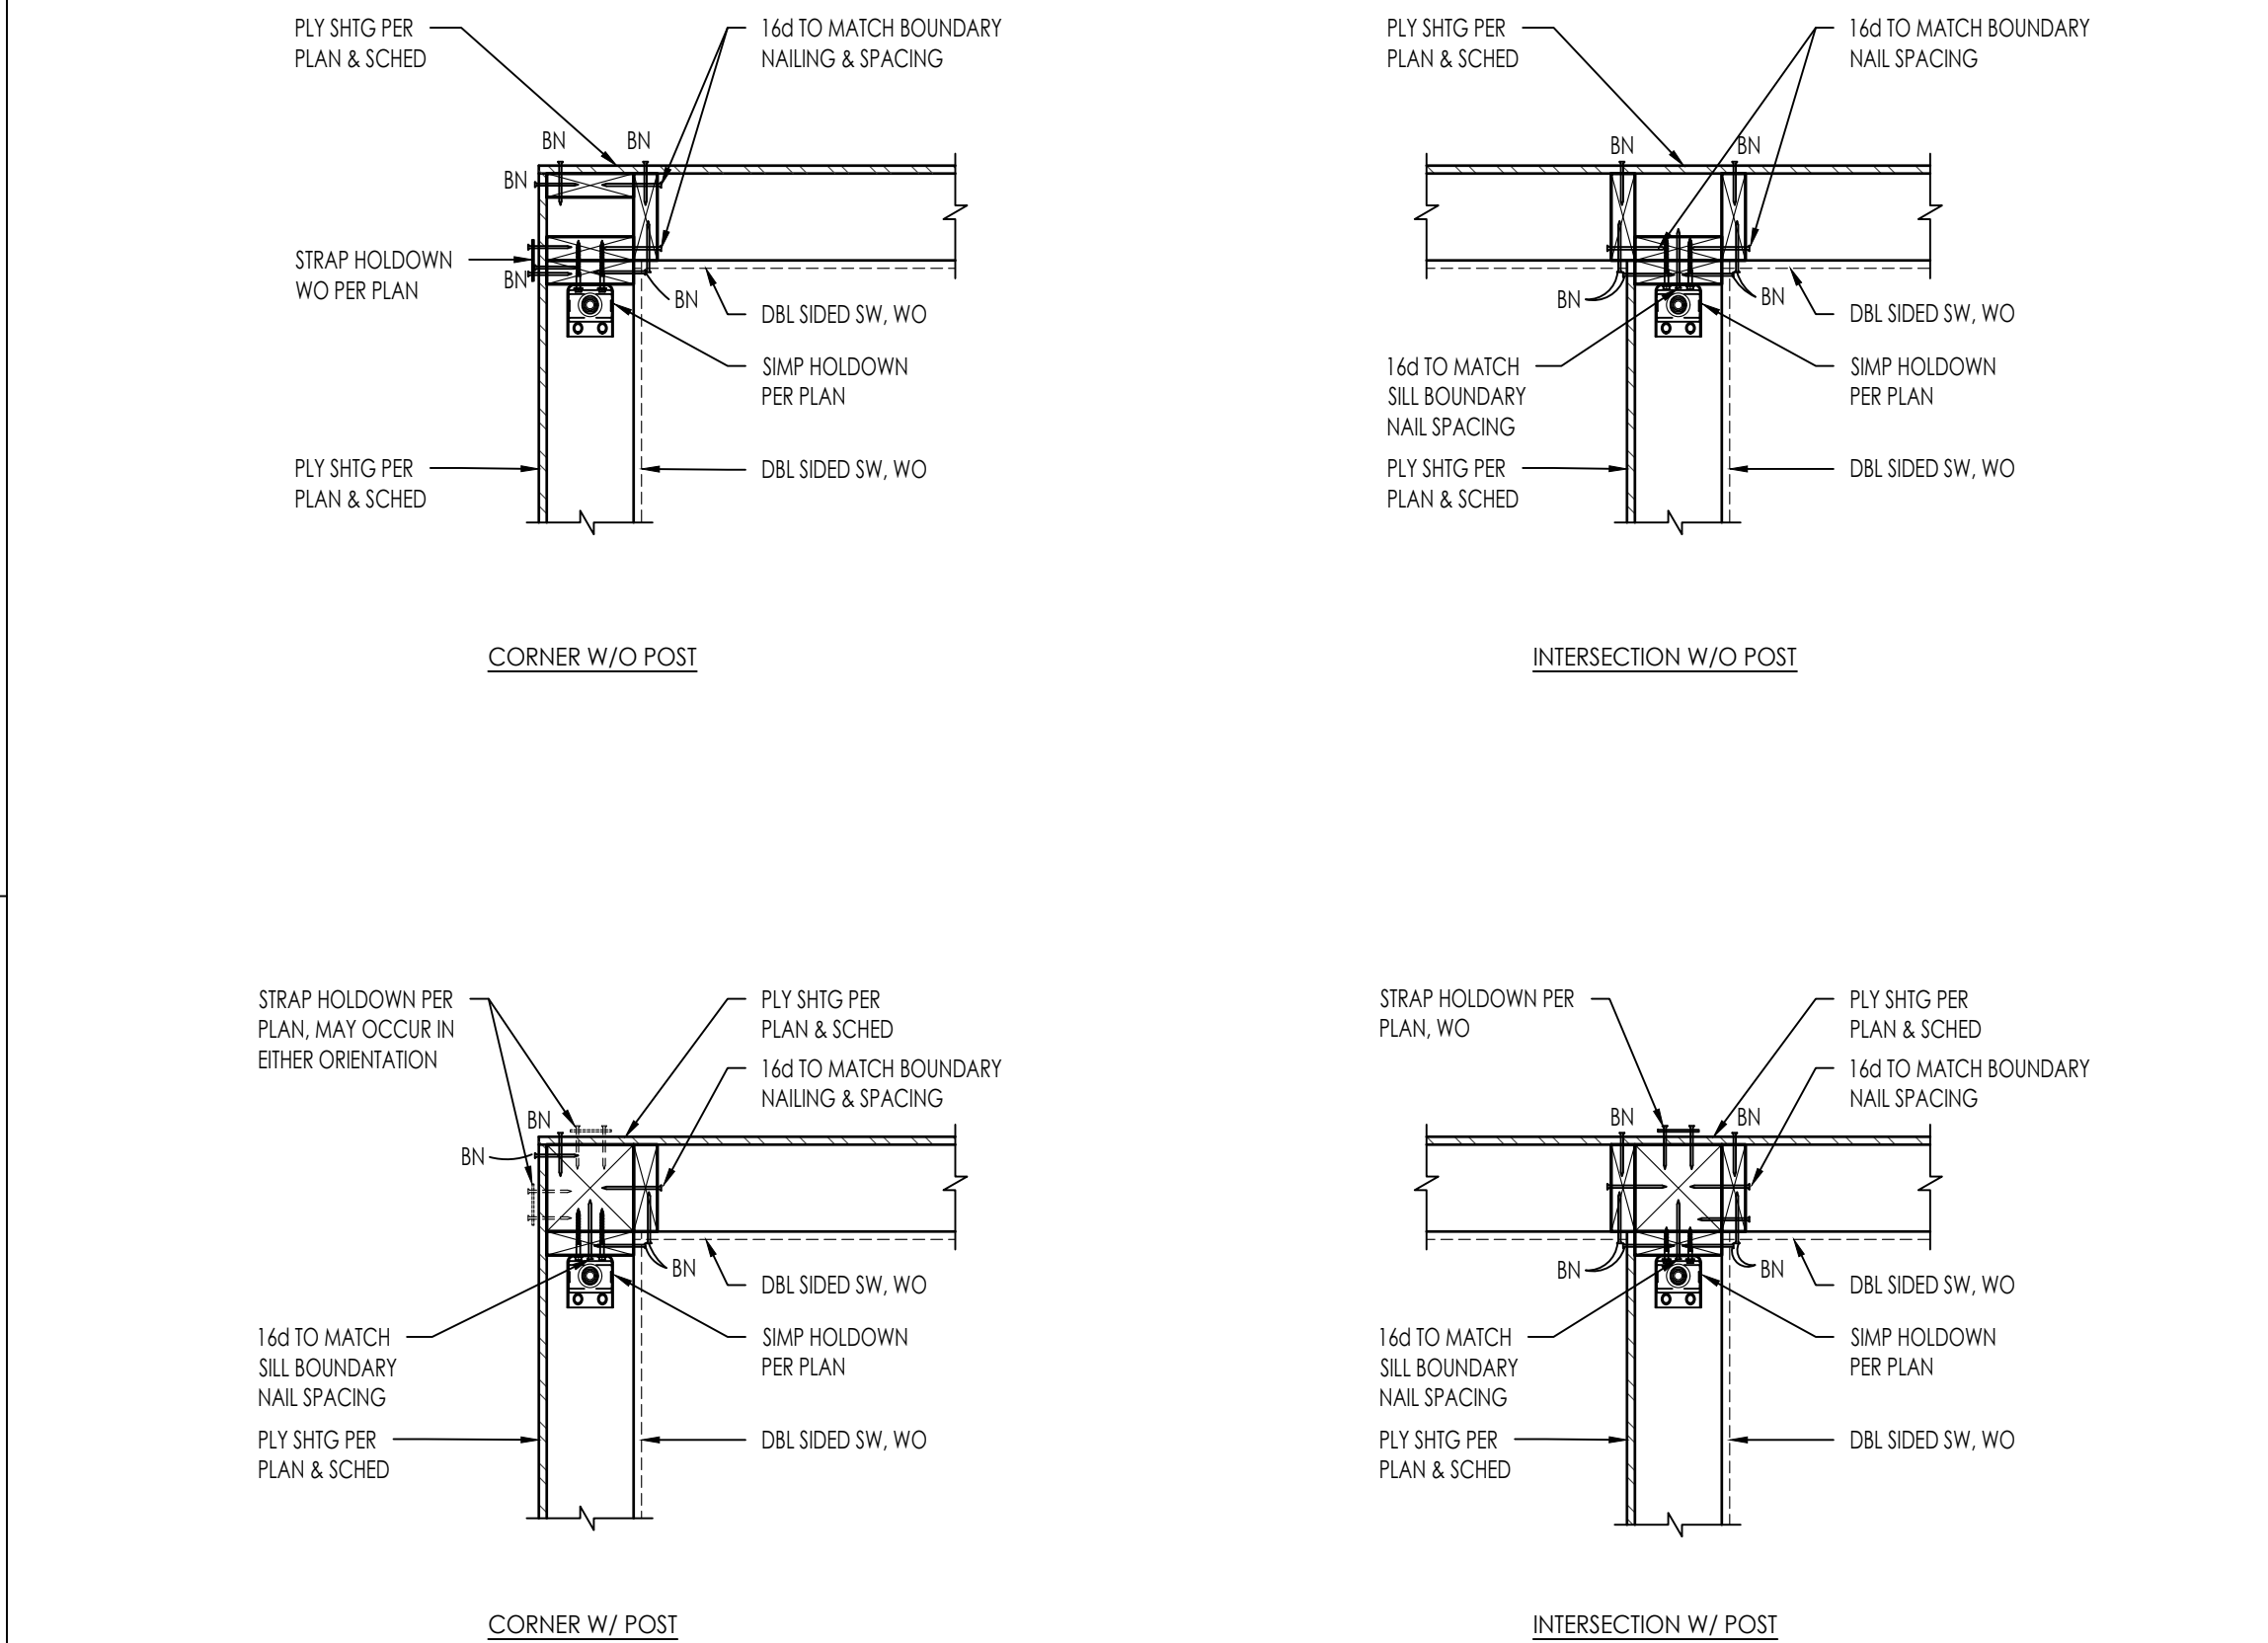 PLY SHTG PER
PLAN & SCHED
16d TO MATCH BOUNDARY
NAILING & SPACING
BN
BN
BN
STRAP HOLDOWN
WO PER PLAN
BN
BN
DBL SIDED SW, WO
SIMP HOLDOWN
PER PLAN
PLY SHTG PER
PLAN & SCHED
DBL SIDED SW, WO
CORNER W/O POST
PLY SHTG PER
PLAN & SCHED
16d TO MATCH BOUNDARY
NAIL SPACING
BN
BN
BN
BN
DBL SIDED SW, WO
16d TO MATCH
SILL BOUNDARY
NAIL SPACING
SIMP HOLDOWN
PER PLAN
PLY SHTG PER
PLAN & SCHED
DBL SIDED SW, WO
INTERSECTION W/O POST
STRAP HOLDOWN PER
PLAN, MAY OCCUR IN
EITHER ORIENTATION
PLY SHTG PER
PLAN & SCHED
16d TO MATCH BOUNDARY
NAILING & SPACING
BN
BN
BN
DBL SIDED SW, WO
16d TO MATCH
SILL BOUNDARY
NAIL SPACING
SIMP HOLDOWN
PER PLAN
PLY SHTG PER
PLAN & SCHED
DBL SIDED SW, WO
CORNER W/ POST
STRAP HOLDOWN PER
PLAN, WO
PLY SHTG PER
PLAN & SCHED
16d TO MATCH BOUNDARY
NAIL SPACING
BN
BN
BN
BN
DBL SIDED SW, WO
16d TO MATCH
SILL BOUNDARY
NAIL SPACING
SIMP HOLDOWN
PER PLAN
PLY SHTG PER
PLAN & SCHED
DBL SIDED SW, WO
INTERSECTION W/ POST